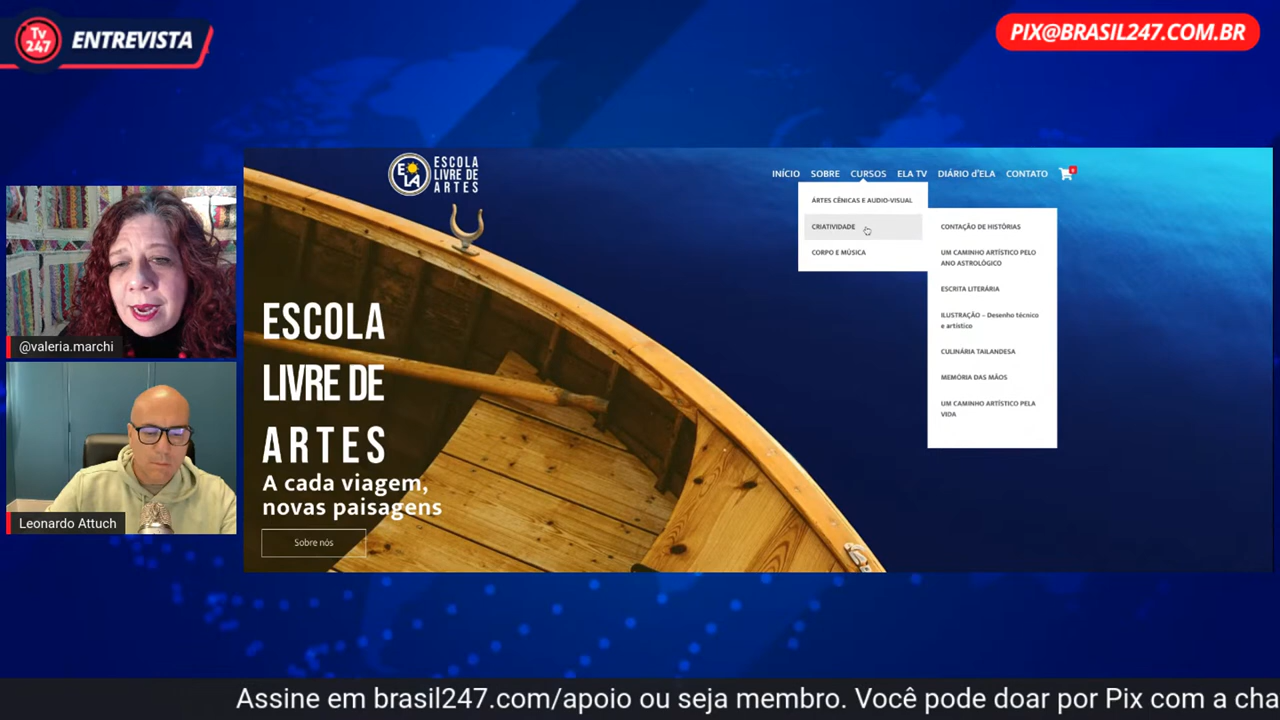 Tv
247
ENTREVISTA
PIX@BRASIL247.COM.BR
ELA
ESCOLA
LIVRE DE
ARTES
INÍCIO SOBRE CURSOS ELA TV DIÁRIO d'ELA CONTATO
0
ÁRTES CÊNICAS E AUDIO-VISUAL
CRIATIVIDADE
CORPO E MÚSICA
CONTAÇÃO DE HISTÓRIAS
UM CAMINHO ARTÍSTICO PELO
ANO ASTROLÓGICO
ESCRITA LITERÁRIA
ILUSTRAÇÃO – Desenho técnico
e artístico
CULINÁRIA TAILANDESA
MEMÓRIA DAS MÃOS
UM CAMINHO ARTÍSTICO PELA
VIDA
ESCOLA
LIVRE DE
ARTES
A cada viagem,
novas paisagens
Sobre nós
@valeria.marchi
Leonardo Attuch
Assine em brasil247.com/apoio ou seja membro. Você pode doar por Pix com a cha